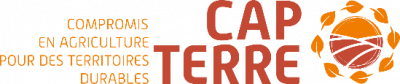 COMPROMIS
EN AGRICULTURE
POUR DES TERRITOIRES
DURABLES
CAP
TERRE